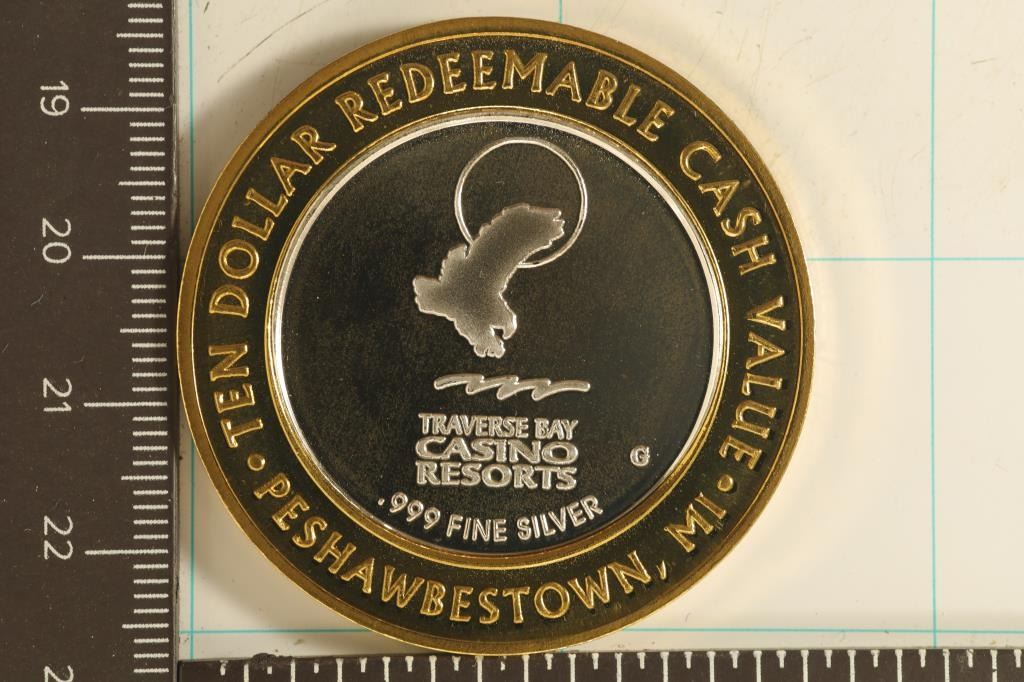 TEN DOLLAR REDEEMABLE CASH VALUE
• PESHAWBESTOWN, MI •
TRAVERSE BAY
CASINO
RESORTS
G
.999 FINE SILVER
19
20
21
22